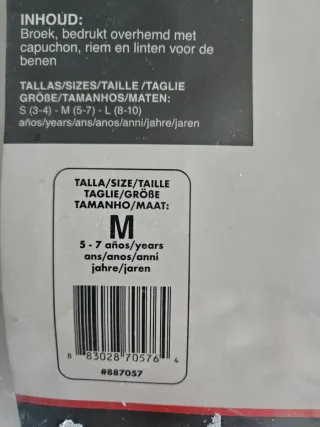 INHOUD:
Broek, bedrukt overhemd met
capuchon, riem en linten voor de
benen
TALLAS/SIZES/TAILLE/TAGLIE
GRÖßE/TAMANHOS/MATEN:
S (3-4) - M (5-7) - L (8-10)
años/years/ans/anos/anni/jahre/jaren
TALLA/SIZE/TAILLE
TAGLIE/GRÖßE
TAMANHO/MAAT:
M
5 - 7 años/years
ans/anos/anni
jahre/jaren
8 83028 70576 4
#887057